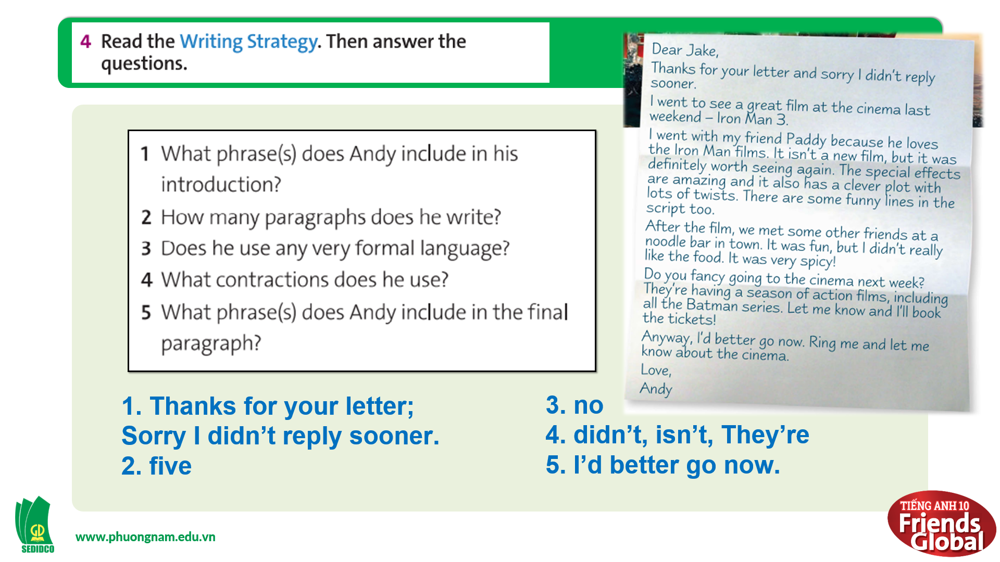 4 Read the Writing Strategy. Then answer the
questions.
1 What phrase(s) does Andy include in his
introduction?
2 How many paragraphs does he write?
3 Does he use any very formal language?
4 What contractions does he use?
5 What phrase(s) does Andy include in the final
paragraph?
Dear Jake,
Thanks for your letter and sorry I didn't reply
sooner.
I went to see a great film at the cinema last
weekend – Iron Man 3.
I went with my friend Paddy because he loves
the Iron Man films. It isn't a new film, but it was
definitely worth seeing again. The special effects
are amazing and it also has a clever plot with
lots of twists. There are some funny lines in the
script too.
After the film, we met some other friends at a
noodle bar in town. It was fun, but I didn't really
like the food. It was very spicy!
Do you fancy going to the cinema next week?
They're having a season of action films, including
all the Batman series. Let me know and I'll book
the tickets!
Anyway, I'd better go now. Ring me and let me
know about the cinema.
Love,
Andy
1. Thanks for your letter;
Sorry I didn’t reply sooner.
2. five
3. no
4. didn’t, isn’t, They’re
5. I’d better go now.
GD
SEDIDCO
www.phuongnam.edu.vn
TIẾNG ANH 10
Friends
Global